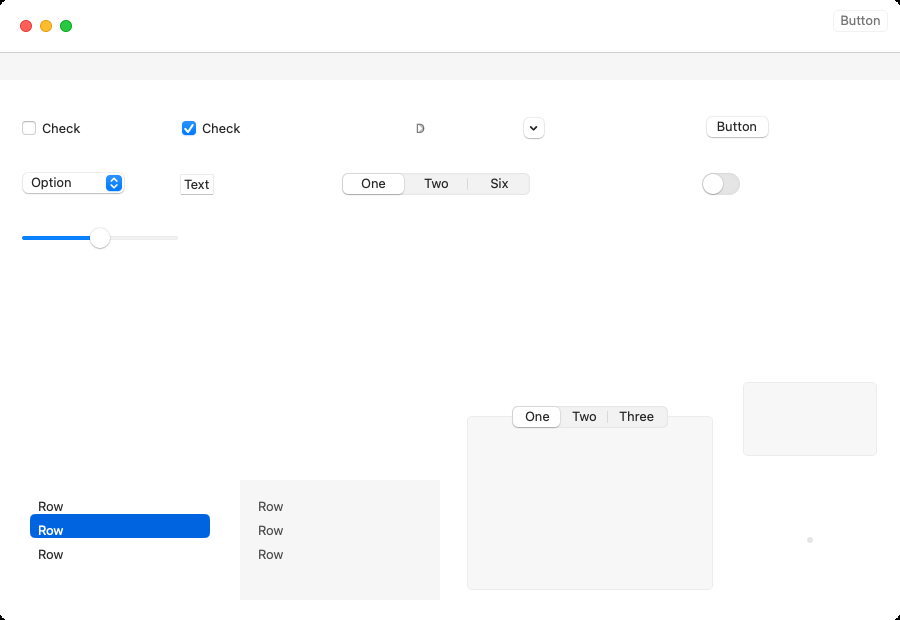 Button
Check
Check
D
Button
Option
Text
One
Two
Six
One
Two
Three
Row
Row
Row
Row
Row
Row